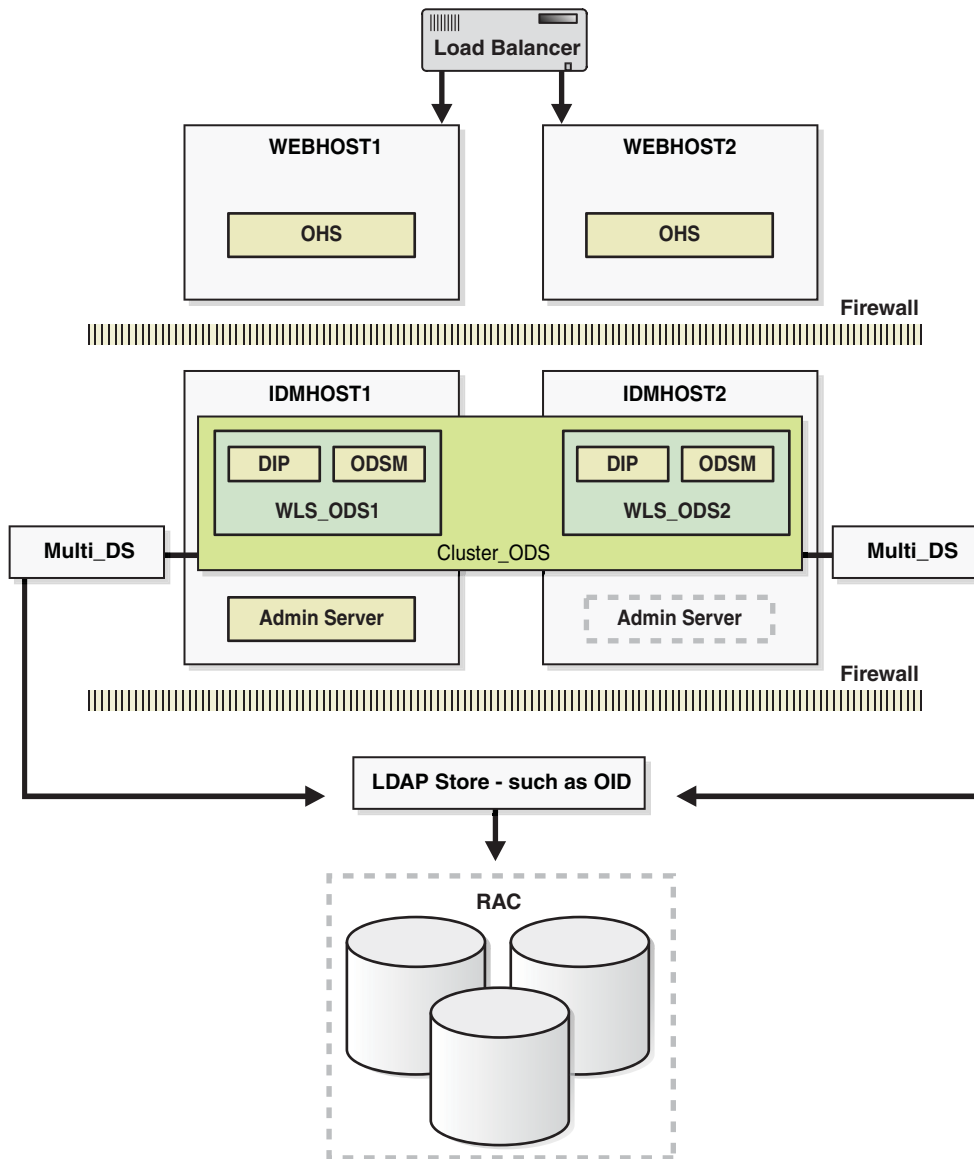 Load Balancer
WEBHOST1
WEBHOST2
OHS
OHS
Firewall
IDMHOST1
IDMHOST2
DIP
ODSM
DIP
ODSM
WLS_ODS1
WLS_ODS2
Multi_DS
Cluster_ODS
Multi_DS
Admin Server
Admin Server
Firewall
LDAP Store - such as OID
RAC